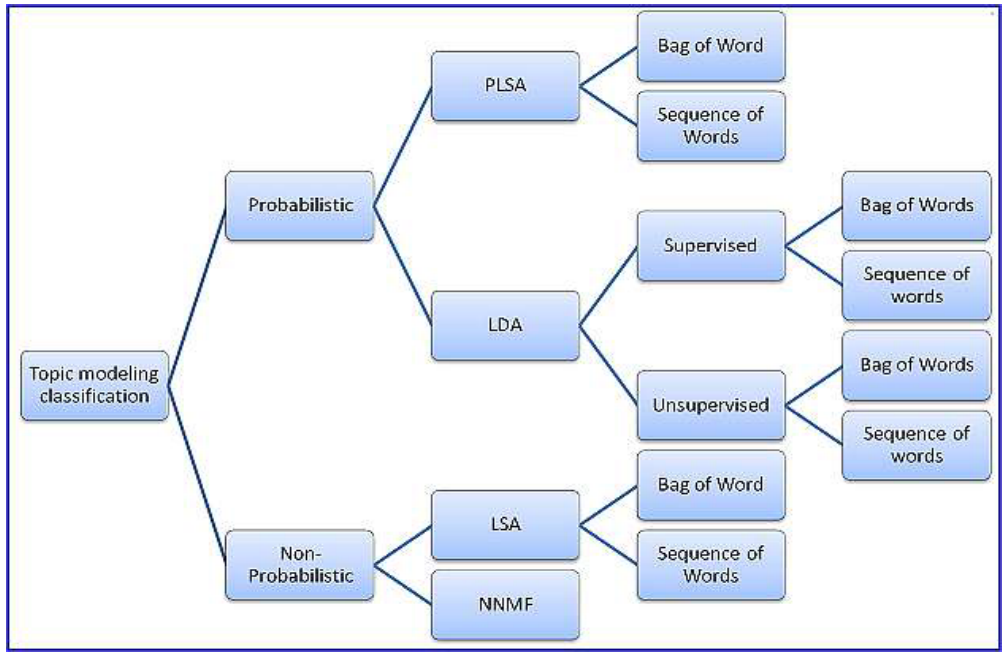 Topic modeling
classification
Probabilistic
PLSA
Bag of Word
Sequence of
Words
LDA
Supervised
Bag of Words
Sequence of
words
Unsupervised
Bag of Words
Sequence of
words
Non-
Probabilistic
LSA
Bag of Word
Sequence of
Words
NNMF